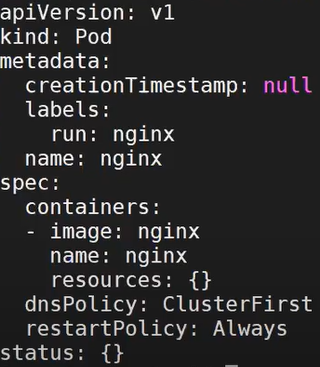 apiVersion: v1
kind: Pod
metadata:
  creationTimestamp: null
  labels:
    run: nginx
  name: nginx
spec:
  containers:
  - image: nginx
    name: nginx
    resources: {}
  dnsPolicy: ClusterFirst
  restartPolicy: Always
status: {}